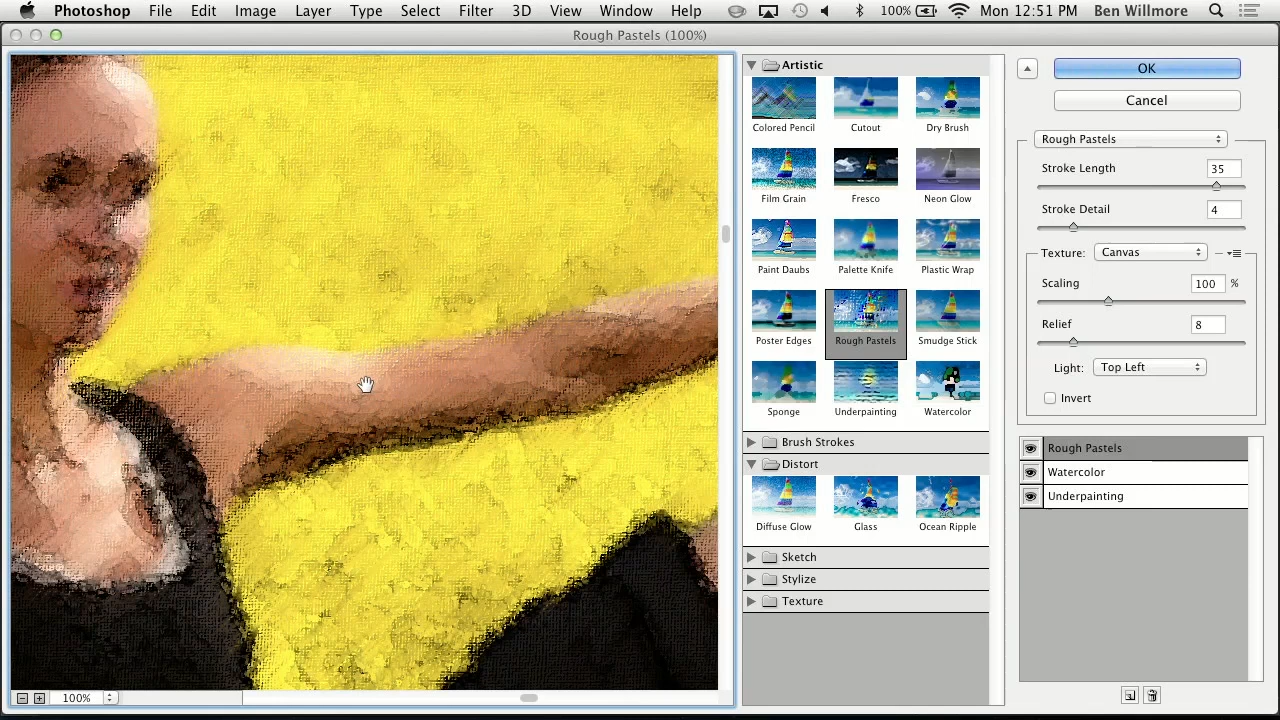 Photoshop File Edit Image Layer Type Select Filter 3D View Window Help 100% Mon 12:51 PM Ben Willmore
Rough Pastels (100%)
Artistic
Colored Pencil Cutout Dry Brush
Film Grain Fresco Neon Glow
Paint Daubs Palette Knife Plastic Wrap
Poster Edges Rough Pastels Smudge Stick
Sponge Underpainting Watercolor
Brush Strokes
Distort
Diffuse Glow Glass Ocean Ripple
Sketch
Stylize
Texture
OK
Cancel
Rough Pastels
Stroke Length 35
Stroke Detail 4
Texture: Canvas
Scaling 100 %
Relief 8
Light: Top Left
Invert
Rough Pastels
Watercolor
Underpainting
100%